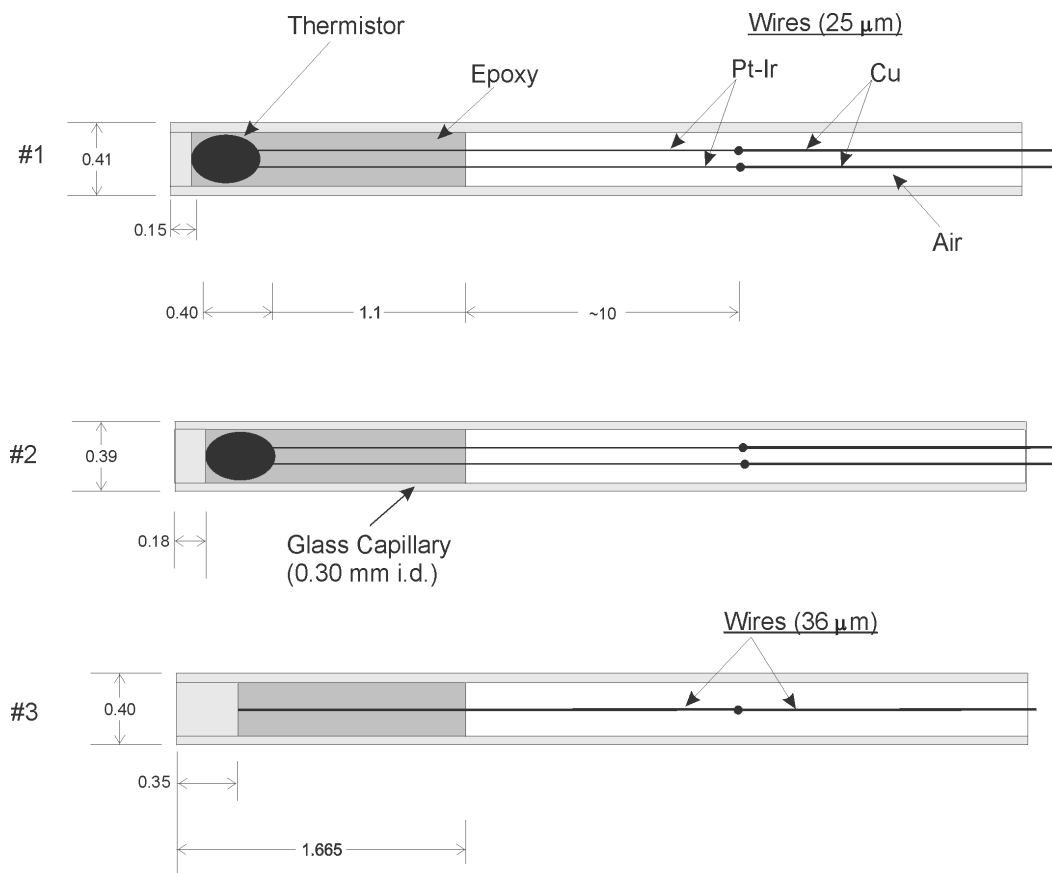 Thermistor
Wires (25 μm)
Epoxy
Pt-Ir
Cu
#1
0.41
0.15
Air
0.40
1.1
~10
#2
0.39
0.18
Glass Capillary
(0.30 mm i.d.)
Wires (36 μm)
#3
0.40
0.35
1.665